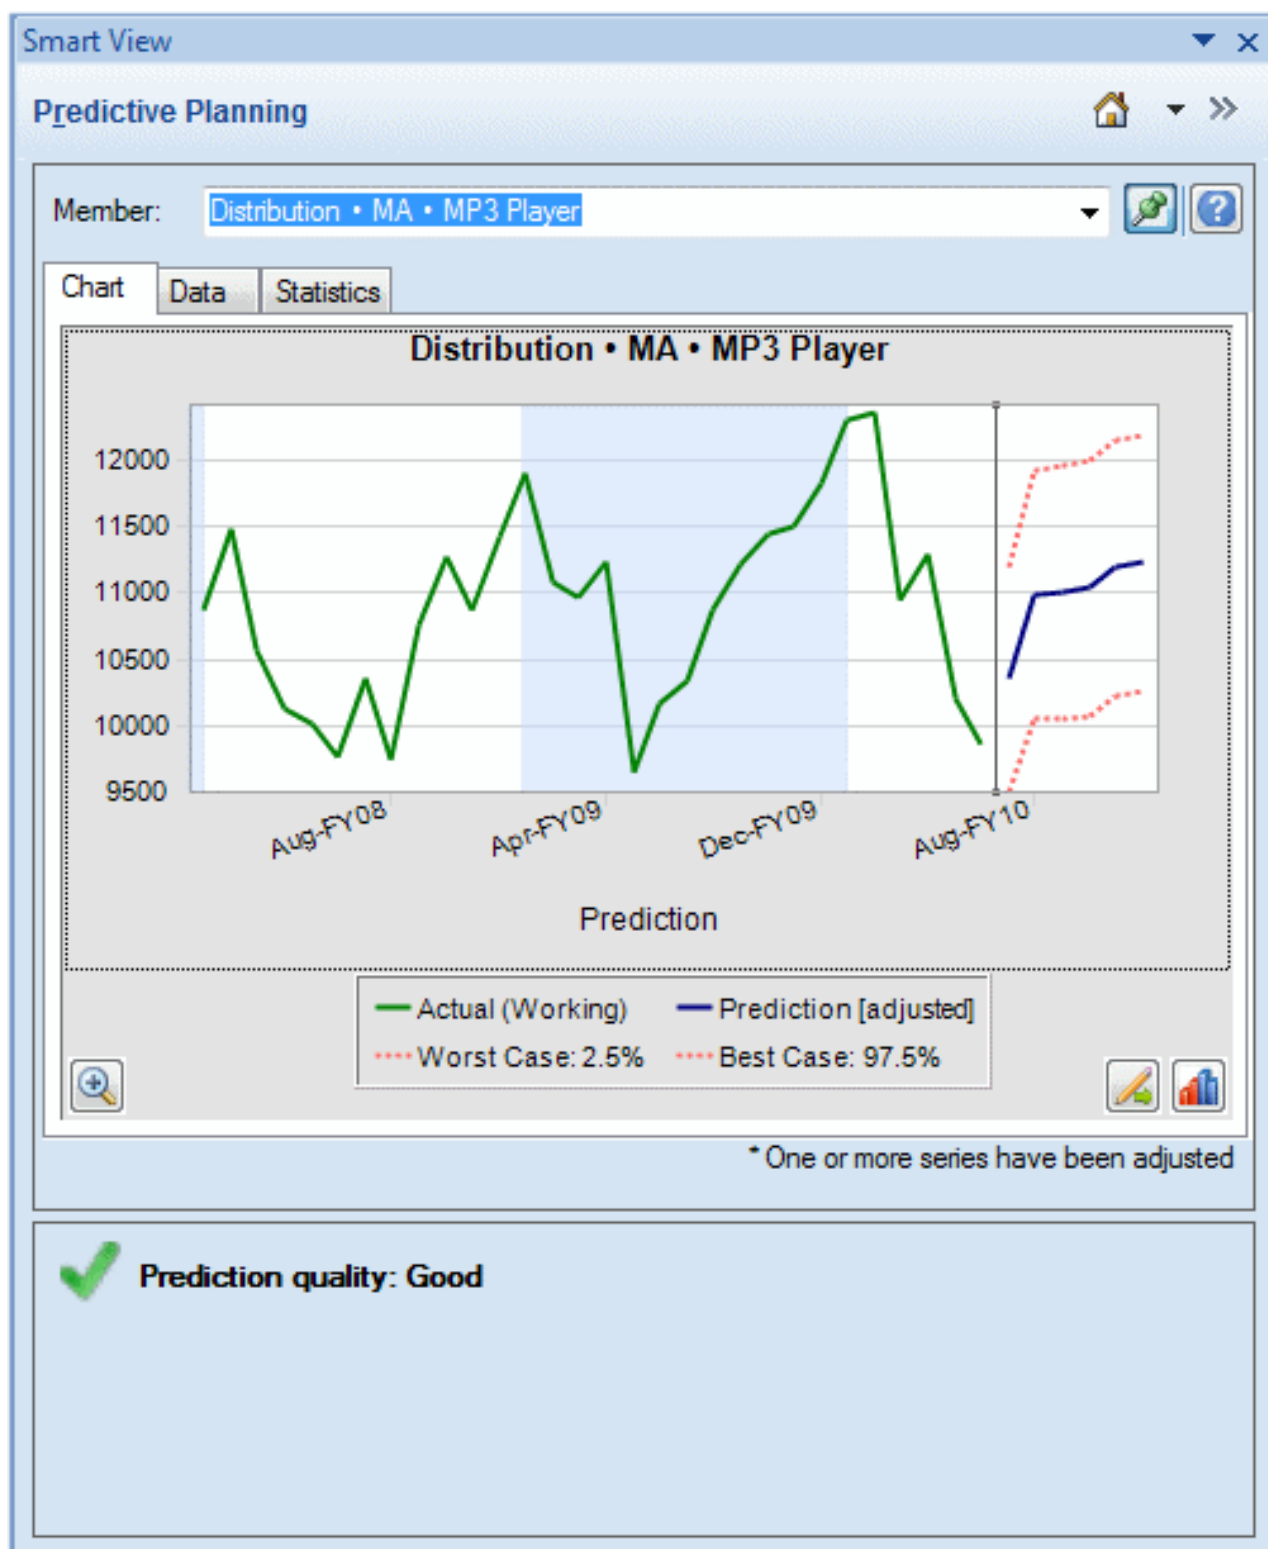 Smart View
Predictive Planning
Member: Distribution • MA • MP3 Player
Chart Data Statistics
Distribution • MA • MP3 Player
12000
11500
11000
10500
10000
9500
Aug-FY08 Apr-FY09 Dec-FY09 Aug-FY10
Prediction
Actual (Working) Prediction [adjusted]
Worst Case: 2.5% Best Case: 97.5%
* One or more series have been adjusted
Prediction quality: Good